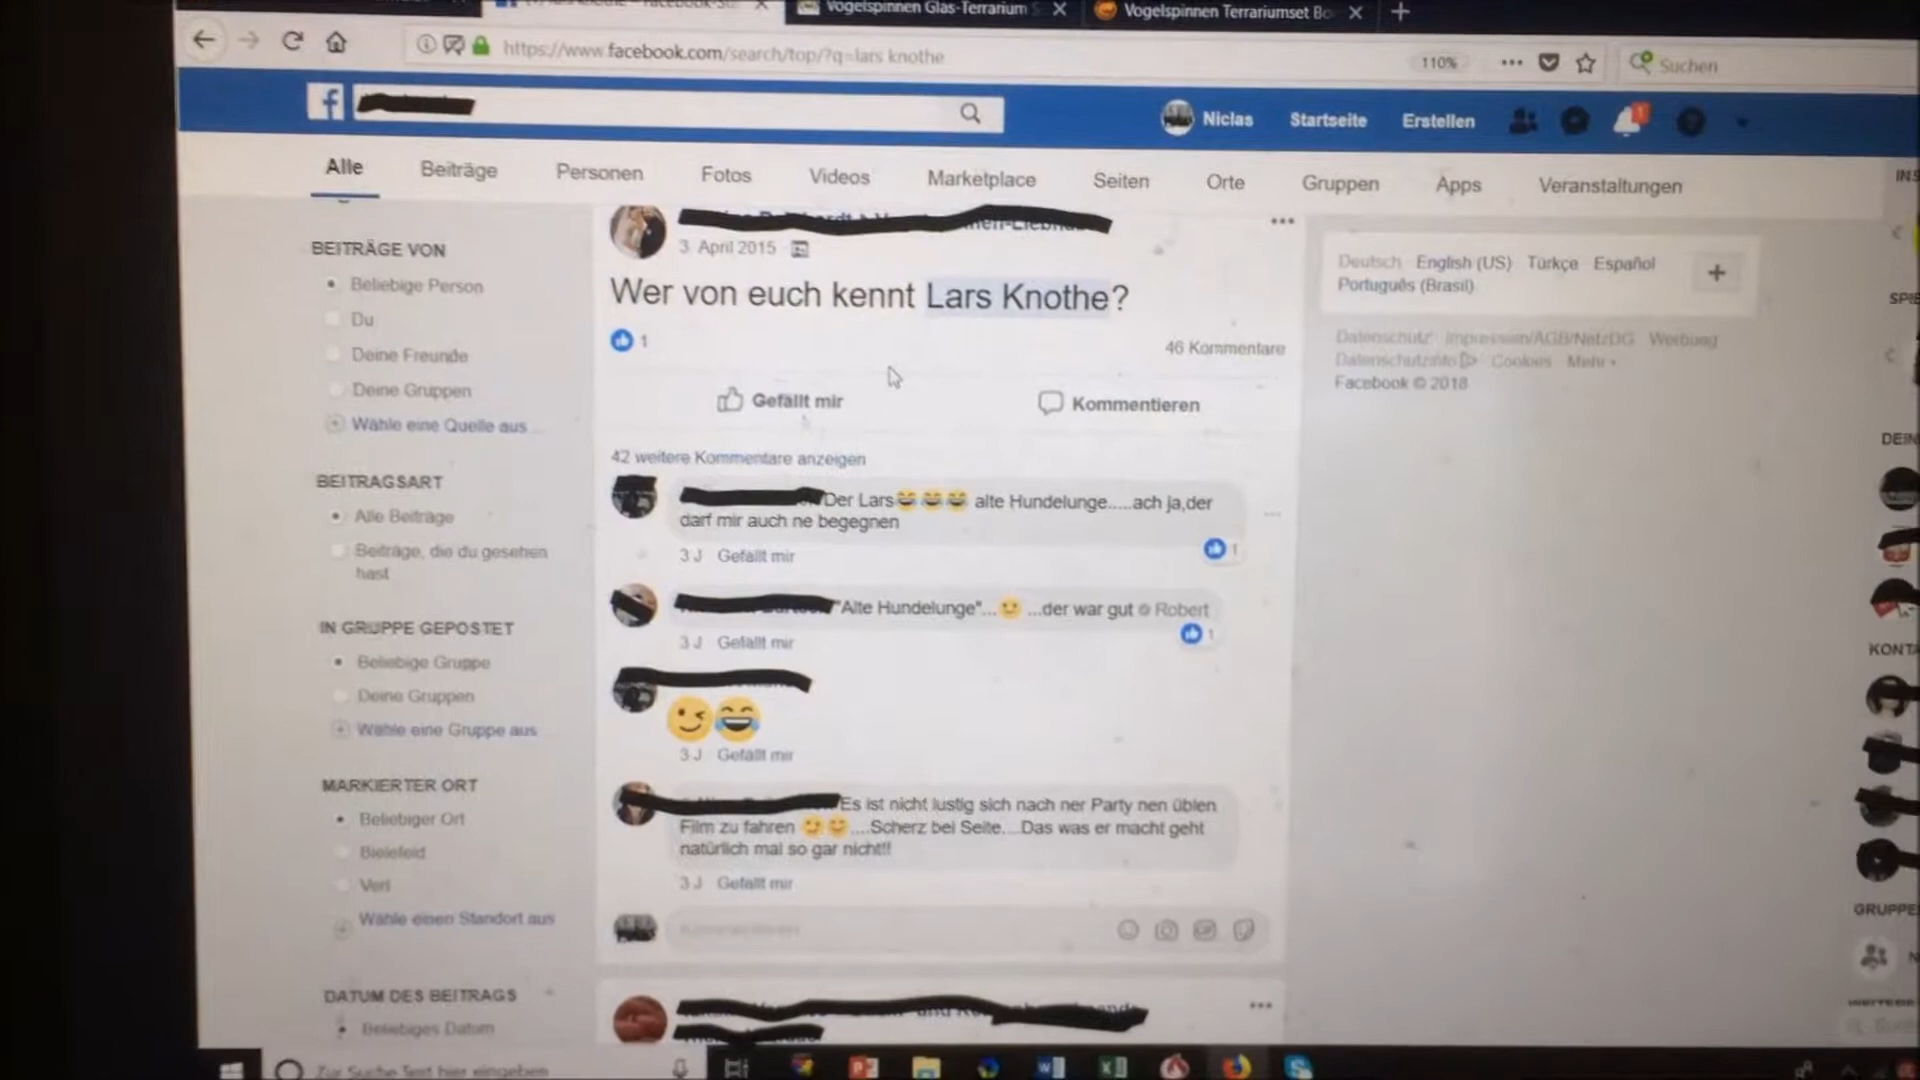 Vogelspinnen Glas-Terrarium
Vogelspinnen Terrariumset Bo
https://www.facebook.com/search/top/?q=lars knothe
110%
Suchen
Niclas
Startseite
Erstellen
1
Alle
Beiträge
Personen
Fotos
Videos
Marketplace
Seiten
Orte
Gruppen
Apps
Veranstaltungen
BEITRÄGE VON
Beliebige Person
Du
Deine Freunde
Deine Gruppen
Wähle eine Quelle aus ...
BEITRAGSART
Alle Beiträge
Beiträge, die du gesehen
hast
IN GRUPPE GEPOSTET
Beliebige Gruppe
Deine Gruppen
Wähle eine Gruppe aus
MARKIERTER ORT
Beliebiger Ort
Bielefeld
Verl
Wähle einen Standort aus
DATUM DES BEITRAGS
Beliebiges Datum
3. April 2015
Wer von euch kennt Lars Knothe?
1
46 Kommentare
Gefällt mir
Kommentieren
42 weitere Kommentare anzeigen
Der Lars😄😄😄 alte Hundelunge.....ach ja,der
darf mir auch ne begegnen
1
3 J Gefällt mir
"Alte Hundelunge"...😉 ...der war gut Robert
1
3 J Gefällt mir
😉😂
3 J Gefällt mir
Es ist nicht lustig sich nach ner Party nen üblen
Film zu fahren 😉😊....Scherz bei Seite....Das was er macht geht
natürlich mal so gar nicht!!
3 J Gefällt mir
Deutsch English (US) Türkçe Español
Português (Brasil)
Datenschutz Impressum/AGB/NetzDG Werbung
Datenschutzinfo Cookies Mehr
Facebook © 2018
INS
SPIE
DEIN
KONTA
GRUPPE
N
Zur Suche Text hier eingeben